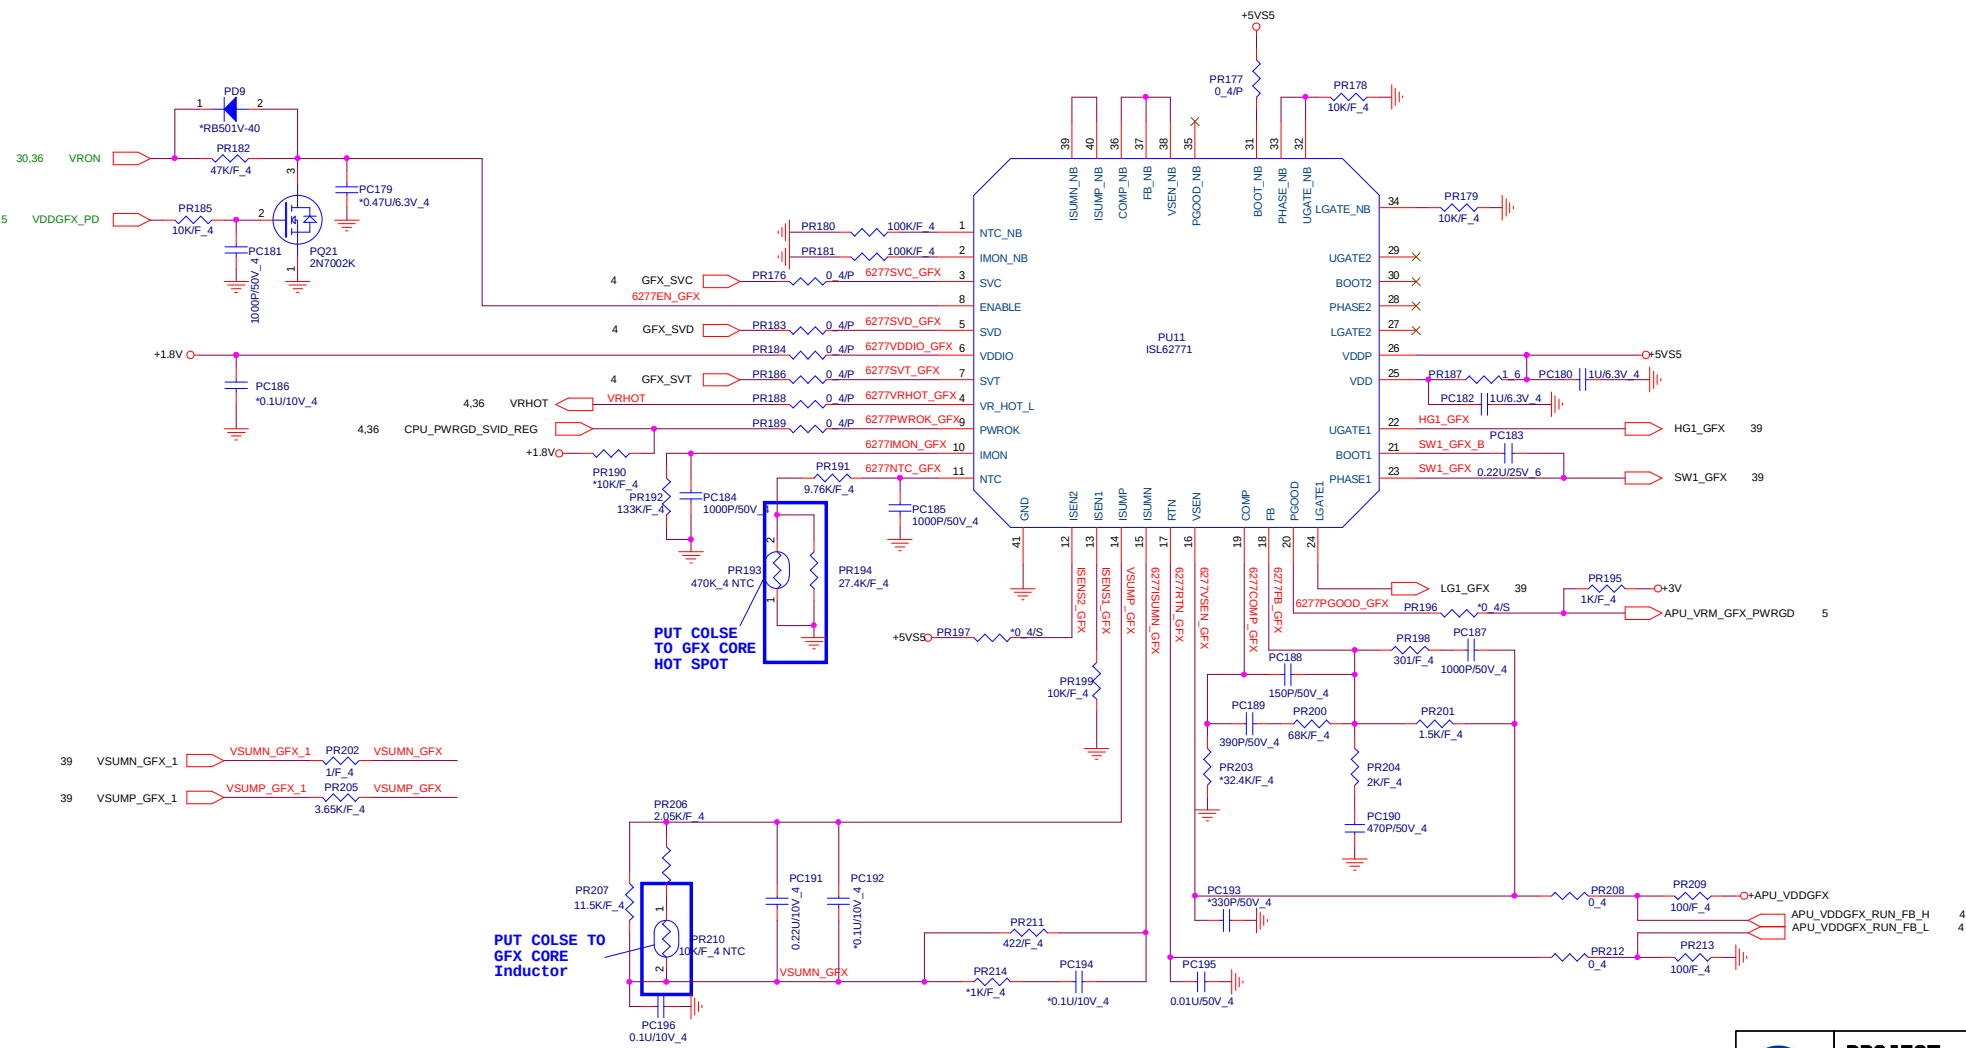 +5VS5
PR177
0_4/P
PR178
10K/F_4
PD9
1
2
*RB501V-40
30,36
VRON
PR182
47K/F_4
3
PC179
*0.47U/6.3V_4
5
VDDGFX_PD
PR185
10K/F_4
2
PC181
1000P/50V_4
PQ21
2N7002K
1
39
40
36
37
38
35
31
33
32
ISUMN_NB
ISUMP_NB
COMP_NB
FB_NB
VSEN_NB
PGOOD_NB
BOOT_NB
PHASE_NB
UGATE_NB
LGATE_NB
34
PR179
10K/F_4
PR180
100K/F_4
1
NTC_NB
PR181
100K/F_4
2
IMON_NB
4
GFX_SVC
PR176
0_4/P
6277SVC_GFX
3
SVC
6277EN_GFX
8
ENABLE
4
GFX_SVD
PR183
0_4/P
6277SVD_GFX
5
SVD
+1.8V
PR184
0_4/P
6277VDDIO_GFX
6
VDDIO
PC186
*0.1U/10V_4
4
GFX_SVT
PR186
0_4/P
6277SVT_GFX
7
SVT
4,36
VRHOT
VRHOT
PR188
0_4/P
6277VRHOT_GFX
4
VR_HOT_L
4,36
CPU_PWRGD_SVID_REG
PR189
0_4/P
6277PWROK_GFX
9
PWROK
+1.8V
PR190
*10K/F_4
6277IMON_GFX
10
IMON
PR192
133K/F_4
PC184
1000P/50V_4
PR191
9.76K/F_4
6277NTC_GFX
11
NTC
PC185
1000P/50V_4
PU11
ISL62771
UGATE2
29
BOOT2
30
PHASE2
28
LGATE2
27
VDDP
26
+5VS5
VDD
25
PR187
1_6
PC180
1U/6.3V_4
PC182
1U/6.3V_4
UGATE1
22
HG1_GFX
HG1_GFX
39
BOOT1
21
SW1_GFX_B
PC183
0.22U/25V_6
PHASE1
23
SW1_GFX
SW1_GFX
39
GND
ISEN2
ISEN1
ISUMP
ISUMN
RTN
VSEN
COMP
FB
PGOOD
LGATE1
41
12
13
14
15
17
16
19
18
20
24
ISENS2_GFX
ISENS1_GFX
VSUMP_GFX
6277ISUMN_GFX
6277RTN_GFX
6277VSEN_GFX
6277COMP_GFX
6277FB_GFX
6277PGOOD_GFX
2
PR193
470K_4 NTC
1
PR194
27.4K/F_4
PUT COLSE
TO GFX CORE
HOT SPOT
LG1_GFX
39
PR195
1K/F_4
+3V
PR196
*0_4/S
APU_VRM_GFX_PWRGD
5
+5VS5
PR197
*0_4/S
PR199
10K/F_4
PR198
301/F_4
PC187
1000P/50V_4
PC188
150P/50V_4
PC189
390P/50V_4
PR200
68K/F_4
PR201
1.5K/F_4
PR203
*32.4K/F_4
PR204
2K/F_4
PC190
470P/50V_4
39
VSUMN_GFX_1
VSUMN_GFX_1
PR202
1/F_4
VSUMN_GFX
39
VSUMP_GFX_1
VSUMP_GFX_1
PR205
3.65K/F_4
VSUMP_GFX
PR206
2.05K/F_4
PR207
11.5K/F_4
1
PR210
10K/F_4 NTC
2
PUT COLSE TO
GFX CORE
Inductor
PC191
0.22U/10V_4
PC192
*0.1U/10V_4
VSUMN_GFX
PC196
0.1U/10V_4
PR211
422/F_4
PR214
*1K/F_4
PC194
*0.1U/10V_4
PC193
*330P/50V_4
PC195
0.01U/50V_4
PR208
0_4
PR209
100/F_4
+APU_VDDGFX
APU_VDDGFX_RUN_FB_H
4
APU_VDDGFX_RUN_FB_L
4
PR212
0_4
PR213
100/F_4